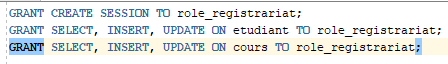 GRANT CREATE SESSION TO role_registrariat;
GRANT SELECT, INSERT, UPDATE ON etudiant TO role_registrariat;
GRANT SELECT, INSERT, UPDATE ON cours TO role_registrariat;